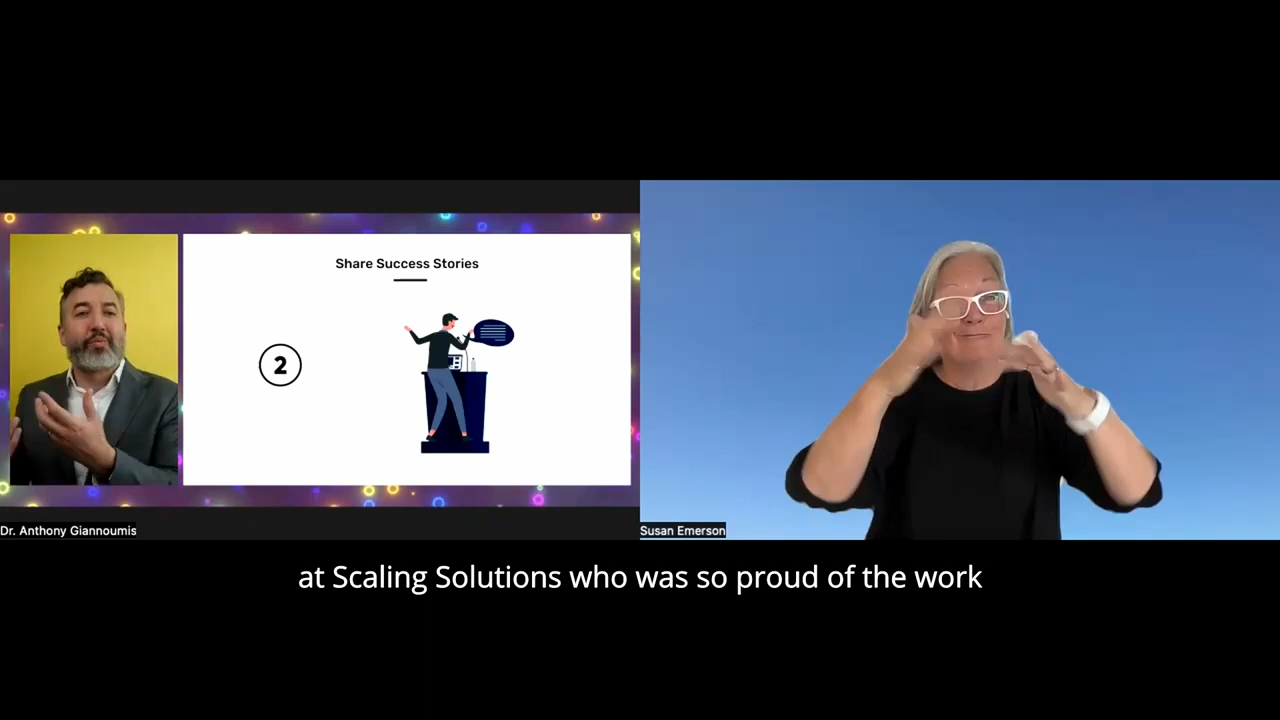 Share Success Stories
2
Dr. Anthony Giannoumis
Susan Emerson
at Scaling Solutions who was so proud of the work